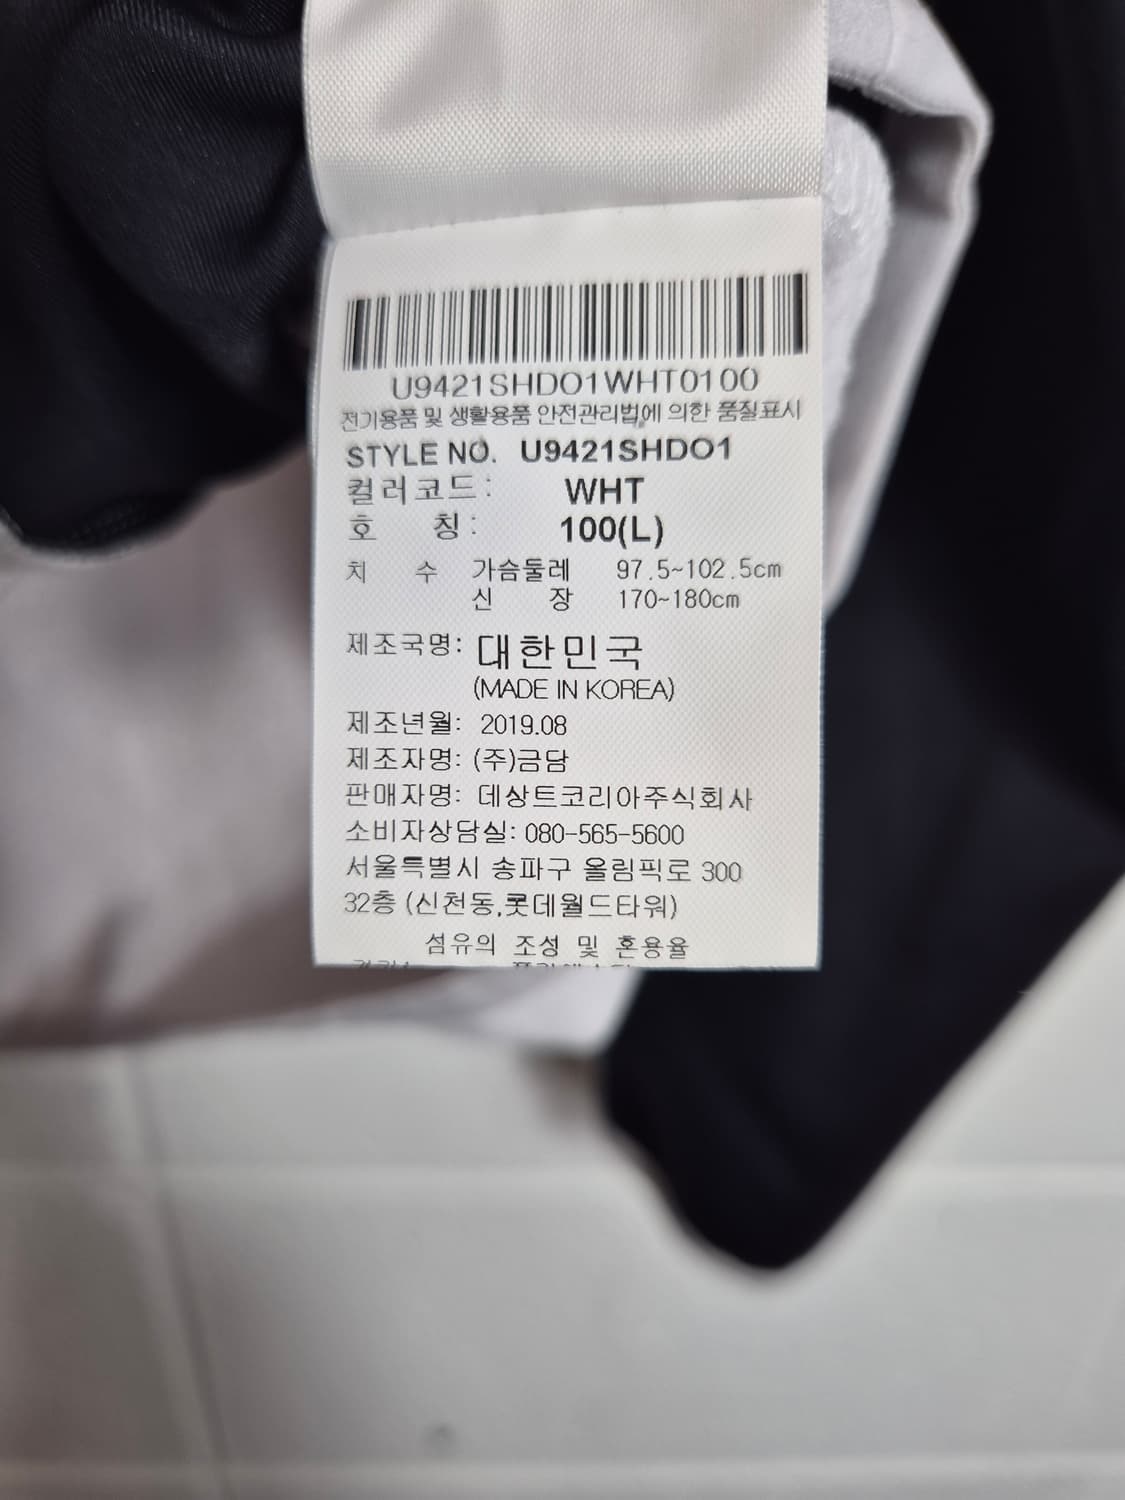 U9421SHDO1WHT0100
전기용품 및 생활용품 안전관리법에 의한 품질표시
STYLE NO. U9421SHDO1
컬러코드: WHT
호 칭: 100(L)
치 수 가슴둘레 97.5~102.5cm
신 장 170~180cm
제조국명: 대한민국
(MADE IN KOREA)
제조년월: 2019.08
제조자명: (주)금담
판매자명: 데상트코리아주식회사
소비자상담실: 080-565-5600
서울특별시 송파구 올림픽로 300
32층 (신천동,롯데월드타워)
섬유의 조성 및 혼용율